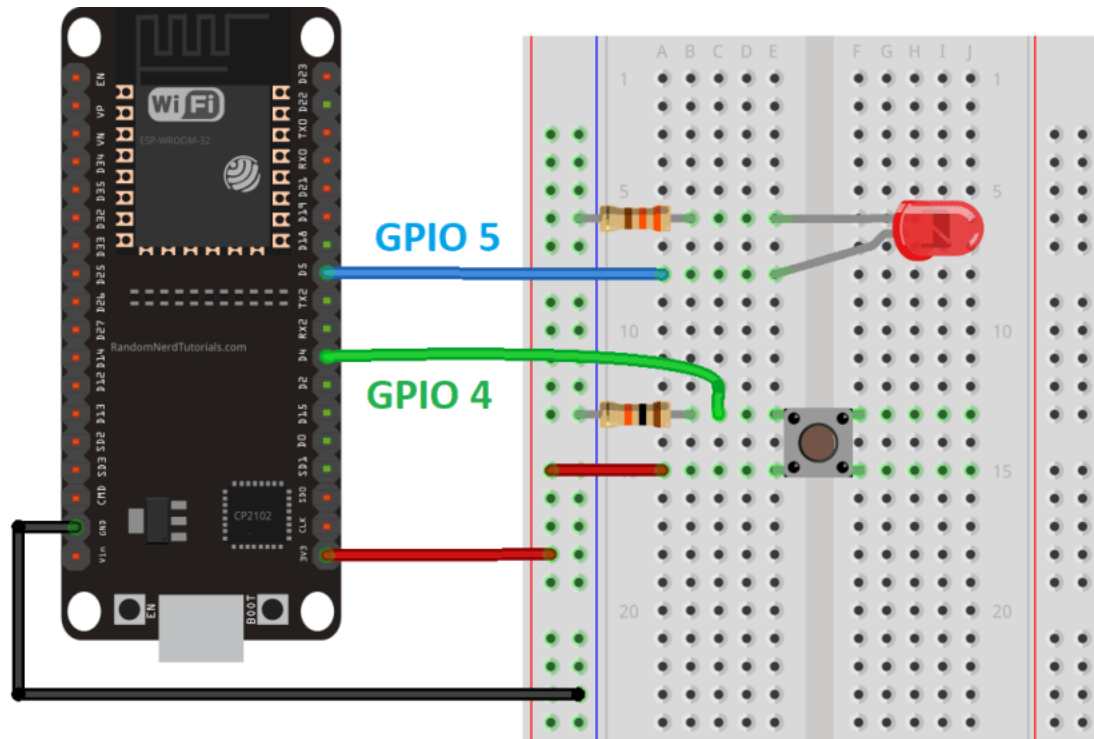 EN
VP
VN
D34
D35
D32
D33
D25
D26
D27
D14
D12
D13
SD2
SD3
CMD
GND
Vin
WiFi
ESP-WROOM-32
RandomNerdTutorials.com
CP2102
EN
BOOT
D23
D22
TX0
RX0
D21
D19
D18
D5
TX2
RX2
D4
D2
D15
D0
SD1
SD0
CLK
3V3
GPIO 5
GPIO 4
A B C D E F G H I J
1 1
5 5
10 10
15
20 20